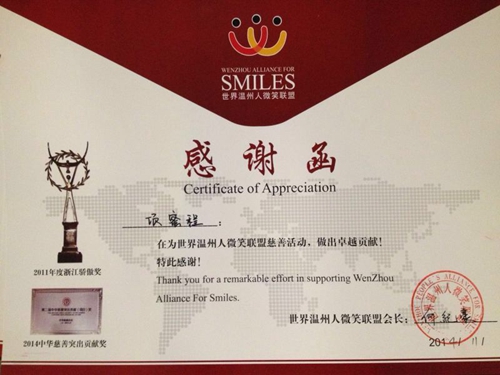 WENZHOU ALLIANCE FOR
SMILES
世界温州人微笑联盟
感谢函
Certificate of Appreciation
在为世界温州人微笑联盟慈善活动,做出卓越贡献!
特此感谢!
Thank you for a remarkable effort in supporting WenZhou
Alliance For Smiles.
2011年度浙江骄傲奖
2014中华慈善突出贡献奖
世界温州人微笑联盟会长: